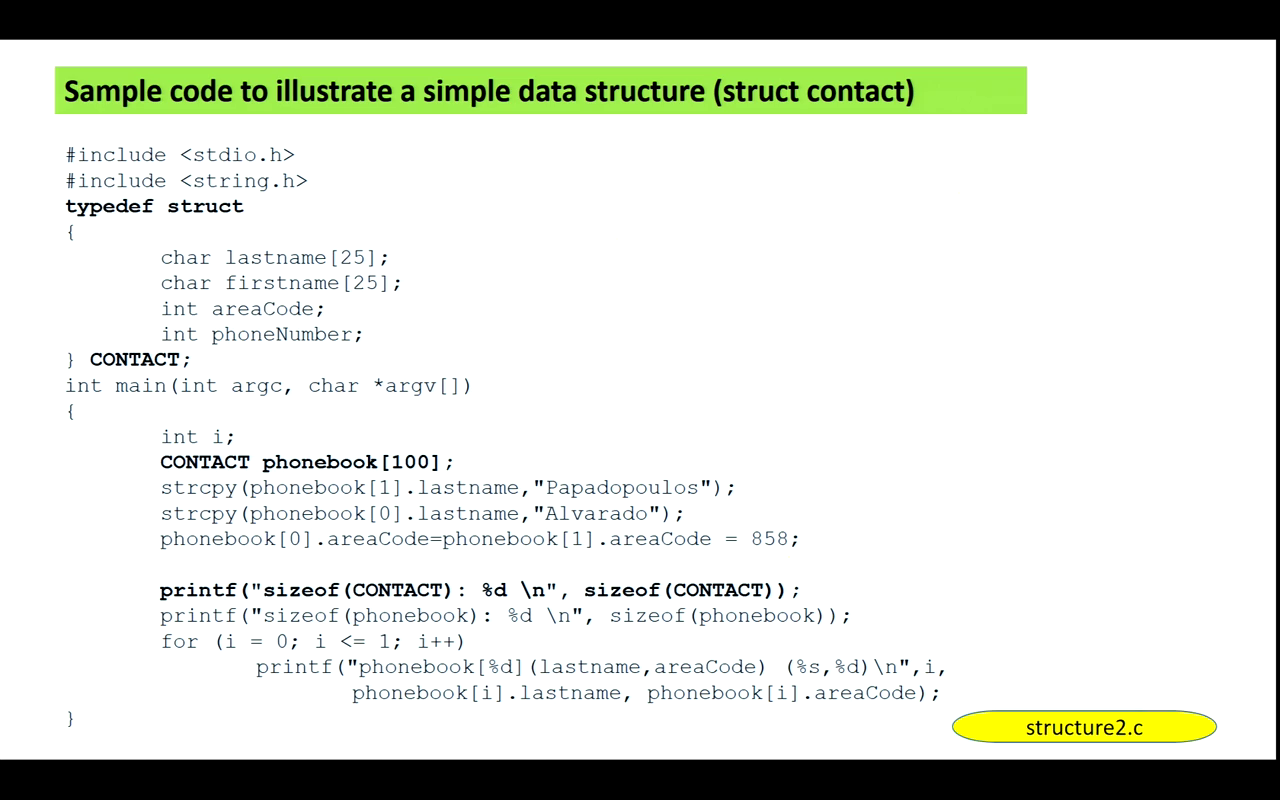 Sample code to illustrate a simple data structure (struct contact)
#include <stdio.h>
#include <string.h>
typedef struct
{
char lastname[25];
char firstname[25];
int areaCode;
int phoneNumber;
} CONTACT;
int main(int argc, char *argv[])
{
int i;
CONTACT phonebook[100];
strcpy(phonebook[1].lastname,"Papadopoulos");
strcpy(phonebook[0].lastname,"Alvarado");
phonebook[0].areaCode=phonebook[1].areaCode = 858;
printf("sizeof(CONTACT): %d \n", sizeof(CONTACT));
printf("sizeof(phonebook): %d \n", sizeof(phonebook));
for (i = 0; i <= 1; i++)
printf("phonebook[%d](lastname,areaCode) (%s,%d)\n",i,
phonebook[i].lastname, phonebook[i].areaCode);
}
structure2.c